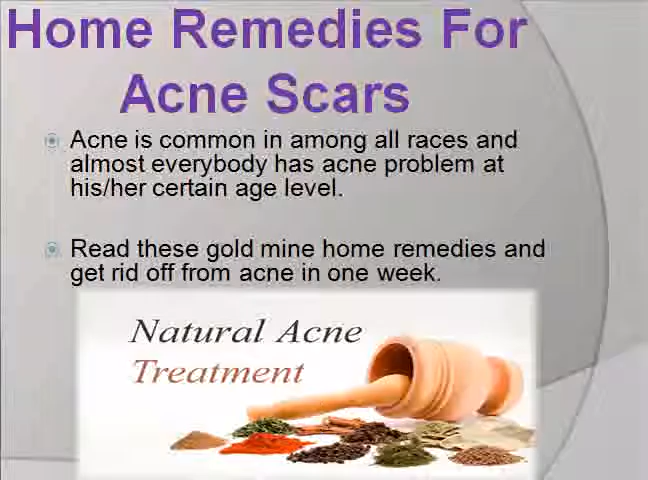 Home Remedies For
Acne Scars
Acne is common in among all races and
almost everybody has acne problem at
his/her certain age level.
Read these gold mine home remedies and
get rid off from acne in one week.
Natural Acne
Treatment